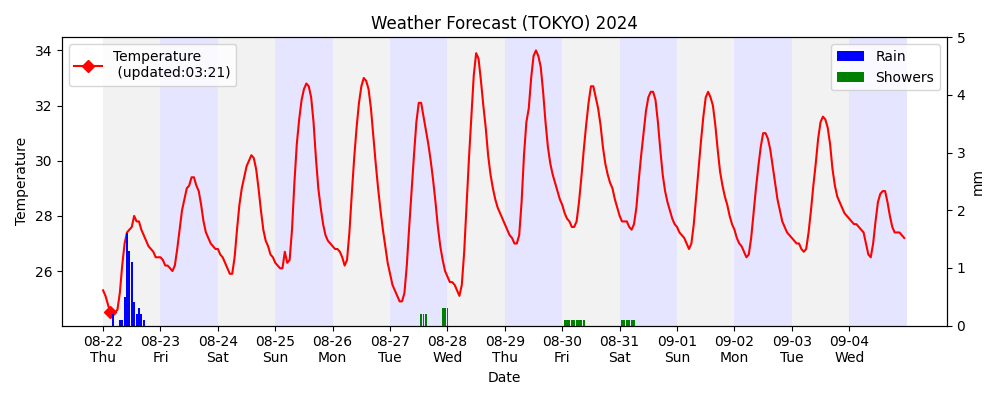 Weather Forecast (TOKYO) 2024
Temperature
(updated:03:21)
Rain
Showers
Temperature
34
32
30
28
26
5
4
3
2
1
0
mm
08-22 08-23 08-24 08-25 08-26 08-27 08-28 08-29 08-30 08-31 09-01 09-02 09-03 09-04
Thu Fri Sat Sun Mon Tue Wed Thu Fri Sat Sun Mon Tue Wed
Date